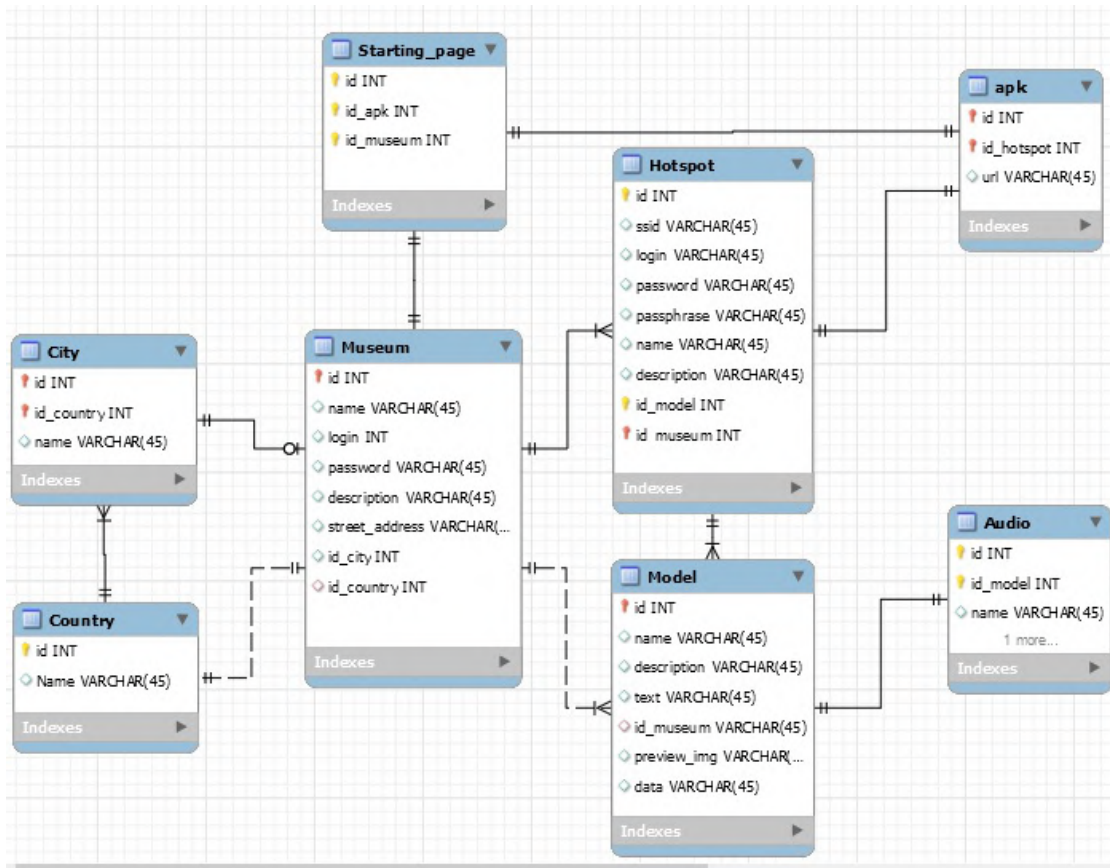 Starting_page
id INT
id_apk INT
id_museum INT
Indexes
apk
id INT
id_hotspot INT
url VARCHAR(45)
Indexes
Hotspot
id INT
ssid VARCHAR(45)
login VARCHAR(45)
password VARCHAR(45)
passphrase VARCHAR(45)
name VARCHAR(45)
description VARCHAR(45)
id_model INT
id_museum INT
Indexes
City
id INT
id_country INT
name VARCHAR(45)
Indexes
Museum
id INT
name VARCHAR(45)
login INT
password VARCHAR(45)
description VARCHAR(45)
street_address VARCHAR(...
id_city INT
id_country INT
Indexes
Country
id INT
Name VARCHAR(45)
Indexes
Model
id INT
name VARCHAR(45)
description VARCHAR(45)
text VARCHAR(45)
id_museum VARCHAR(45)
preview_img VARCHAR(...
data VARCHAR(45)
Indexes
Audio
id INT
id_model INT
name VARCHAR(45)
1 more...
Indexes